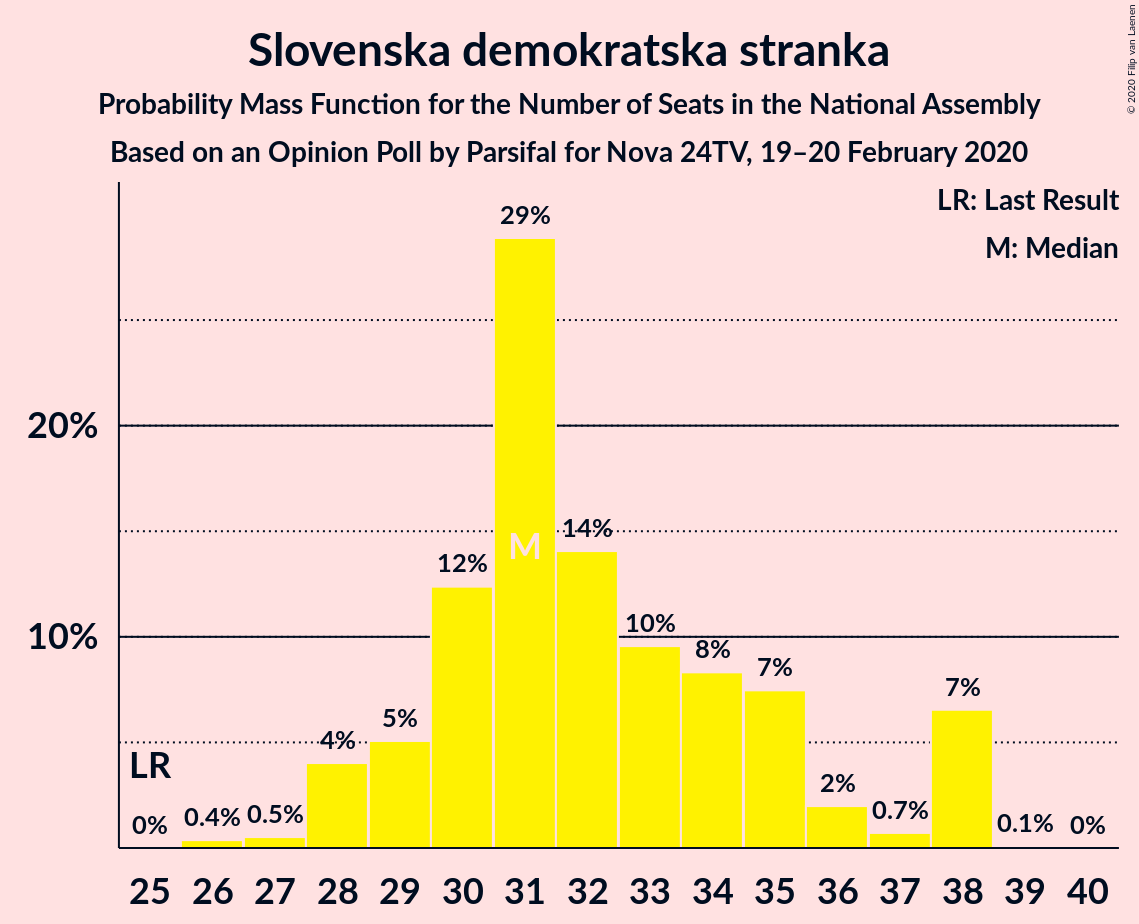 Slovenska demokratska stranka
Probability Mass Function for the Number of Seats in the National Assembly
Based on an Opinion Poll by Parsifal for Nova 24TV, 19–20 February 2020
© 2020 Filip van Laenen
LR: Last Result
M: Median
20%
10%
LR
M
0%
0.4%
0.5%
4%
5%
12%
29%
14%
10%
8%
7%
2%
0.7%
7%
0.1%
0%
25 26 27 28 29 30 31 32 33 34 35 36 37 38 39 40